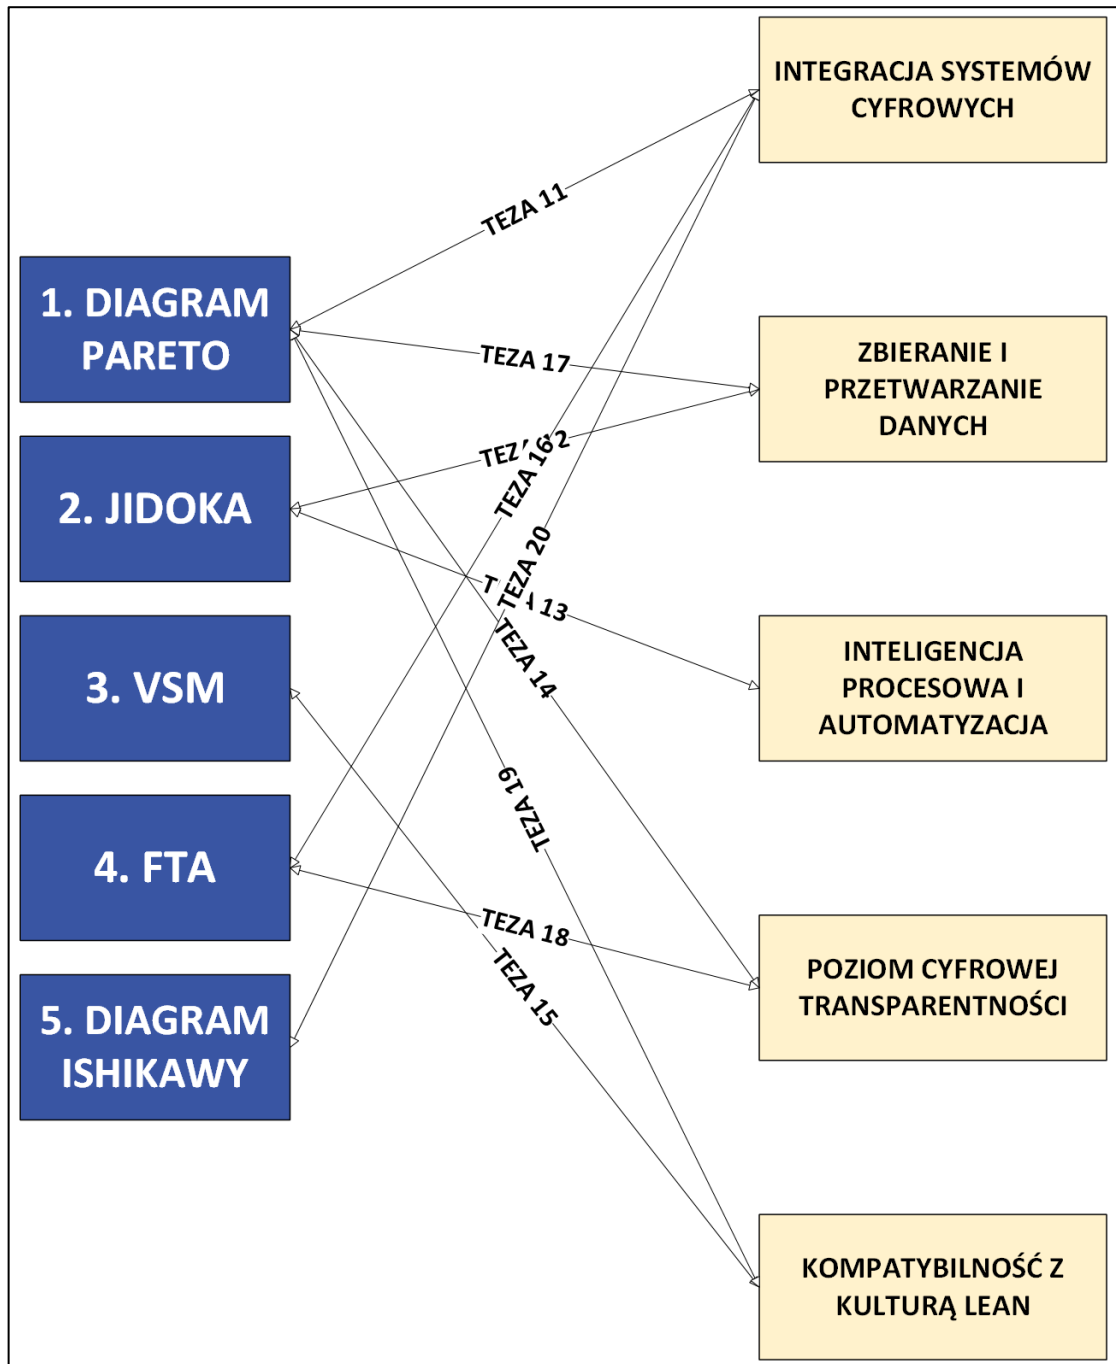 INTEGRACJA SYSTEMÓW
CYFROWYCH
TEZA 11
1. DIAGRAM
PARETO
TEZA 17
ZBIERANIE I
PRZETWARZANIE
DANYCH
2. JIDOKA
TEZA 16
TEZA 20
TEZA 13
3. VSM
TEZA 14
INTELIGENCJA
PROCESOWA I
AUTOMATYZACJA
TEZA 19
4. FTA
TEZA 18
TEZA 15
POZIOM CYFROWEJ
TRANSPARENTNOŚCI
5. DIAGRAM
ISHIKAWY
KOMPATYBILNOŚĆ Z
KULTURĄ LEAN